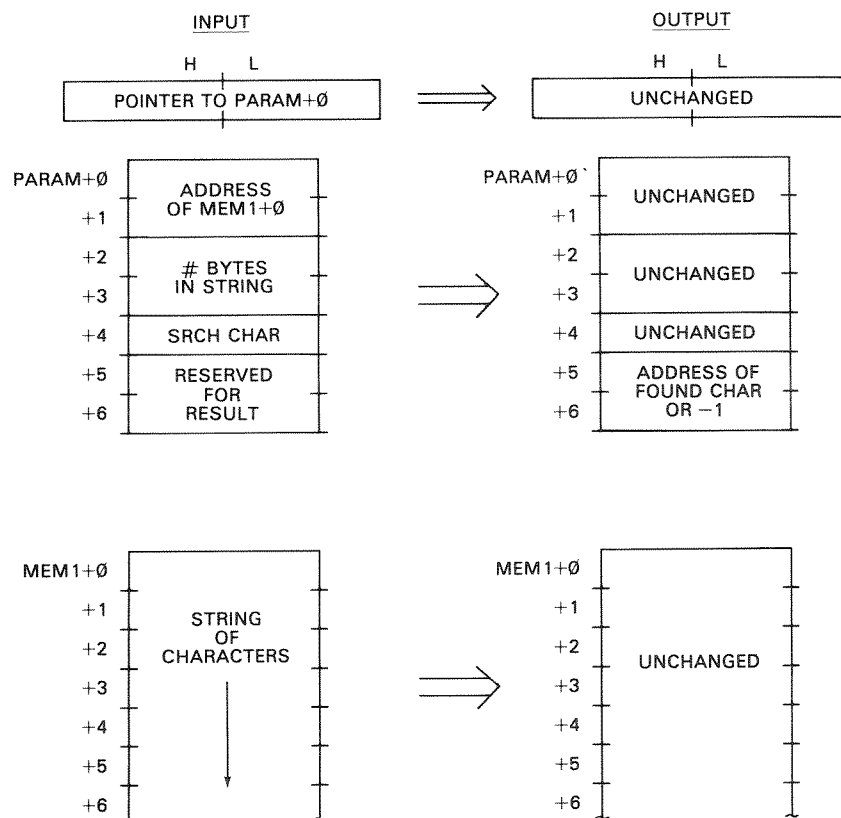 INPUT
OUTPUT
H L
H L
POINTER TO PARAM+Ø
UNCHANGED
PARAM+Ø
+1
+2
+3
+4
+5
+6
ADDRESS
OF MEM1+Ø
# BYTES
IN STRING
SRCH CHAR
RESERVED
FOR
RESULT
PARAM+Ø
+1
+2
+3
+4
+5
+6
UNCHANGED
UNCHANGED
UNCHANGED
ADDRESS OF
FOUND CHAR
OR −1
MEM1+Ø
+1
+2
+3
+4
+5
+6
STRING
OF
CHARACTERS
MEM1+Ø
+1
+2
+3
+4
+5
+6
UNCHANGED